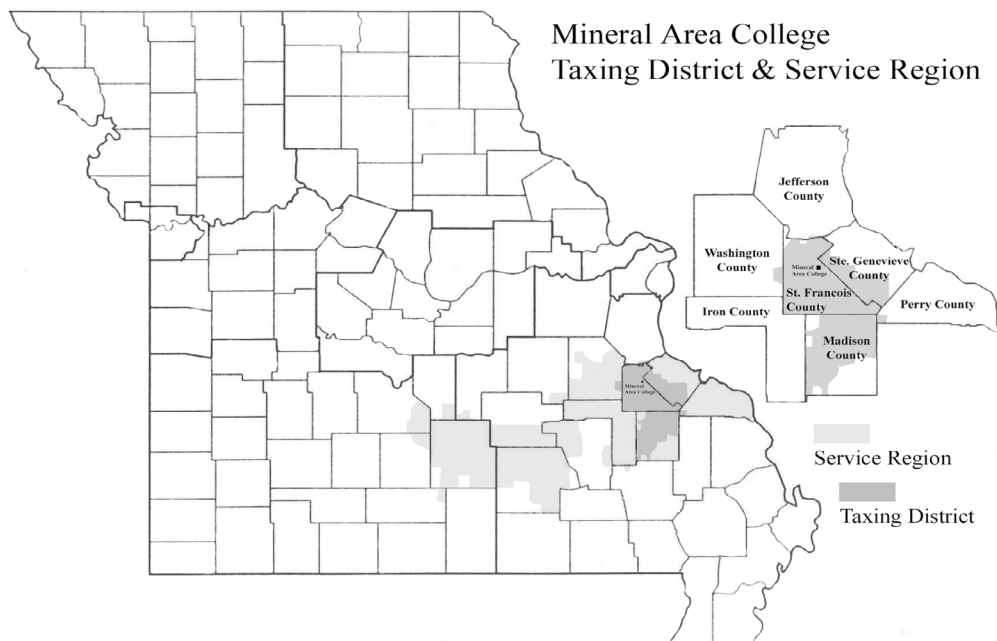 Mineral Area College
Taxing District & Service Region
Jefferson
County
Washington
County
Ste. Genevieve
County
Mineral
Area College
St. Francois
County
Iron County
Perry County
Madison
County
Mineral
Area College
Service Region
Taxing District